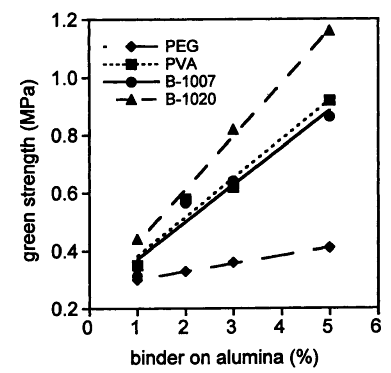 1.2
1.0
0.8
0.6
0.4
0.2
green strength (MPa)
PEG
PVA
B-1007
B-1020
0 1 2 3 4 5 6
binder on alumina (%)